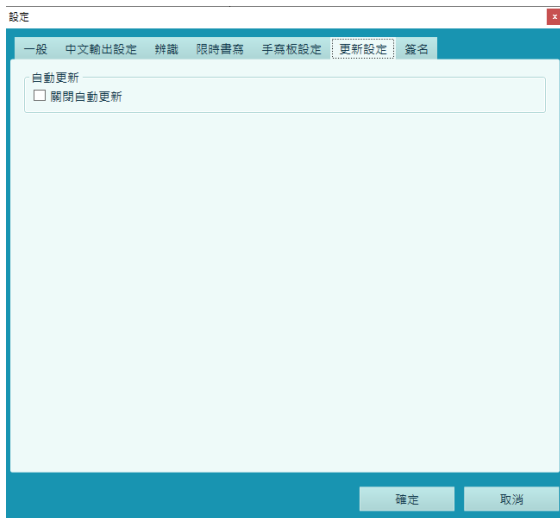 設定
x
一般 中文輸出設定 辨識 限時書寫 手寫板設定 更新設定 簽名
自動更新
關閉自動更新
確定 取消